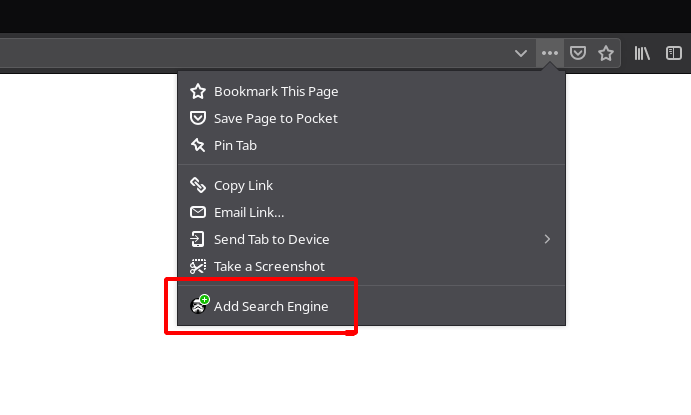 Bookmark This Page
Save Page to Pocket
Pin Tab
Copy Link
Email Link...
Send Tab to Device
Take a Screenshot
Add Search Engine